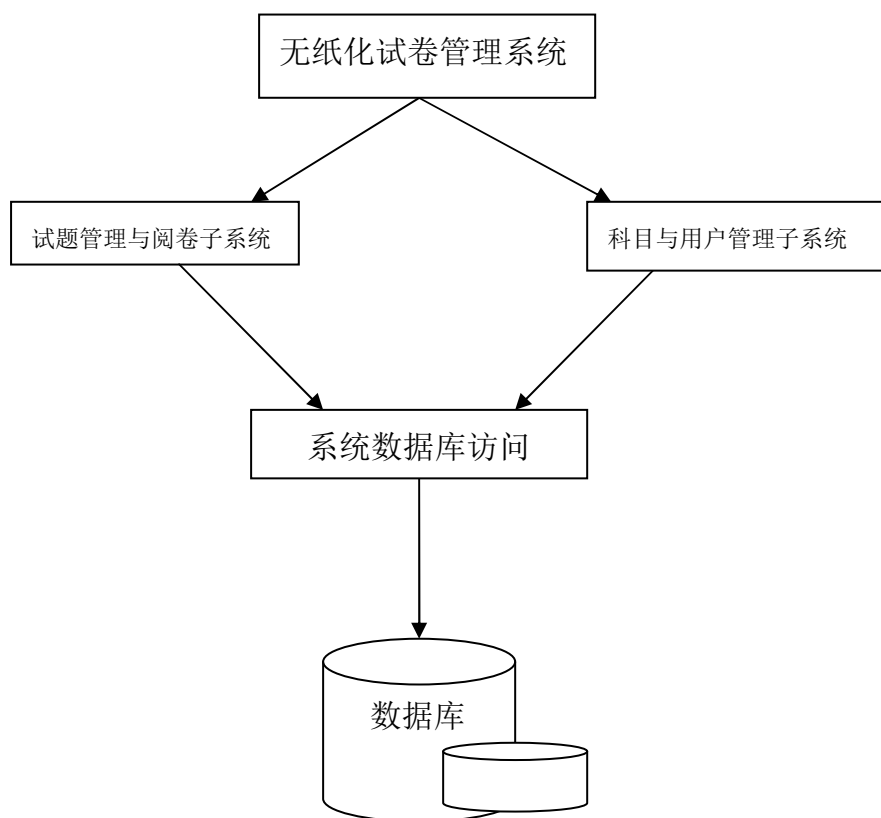 无纸化试卷管理系统
试题管理与阅卷子系统
科目与用户管理子系统
系统数据库访问
数据库